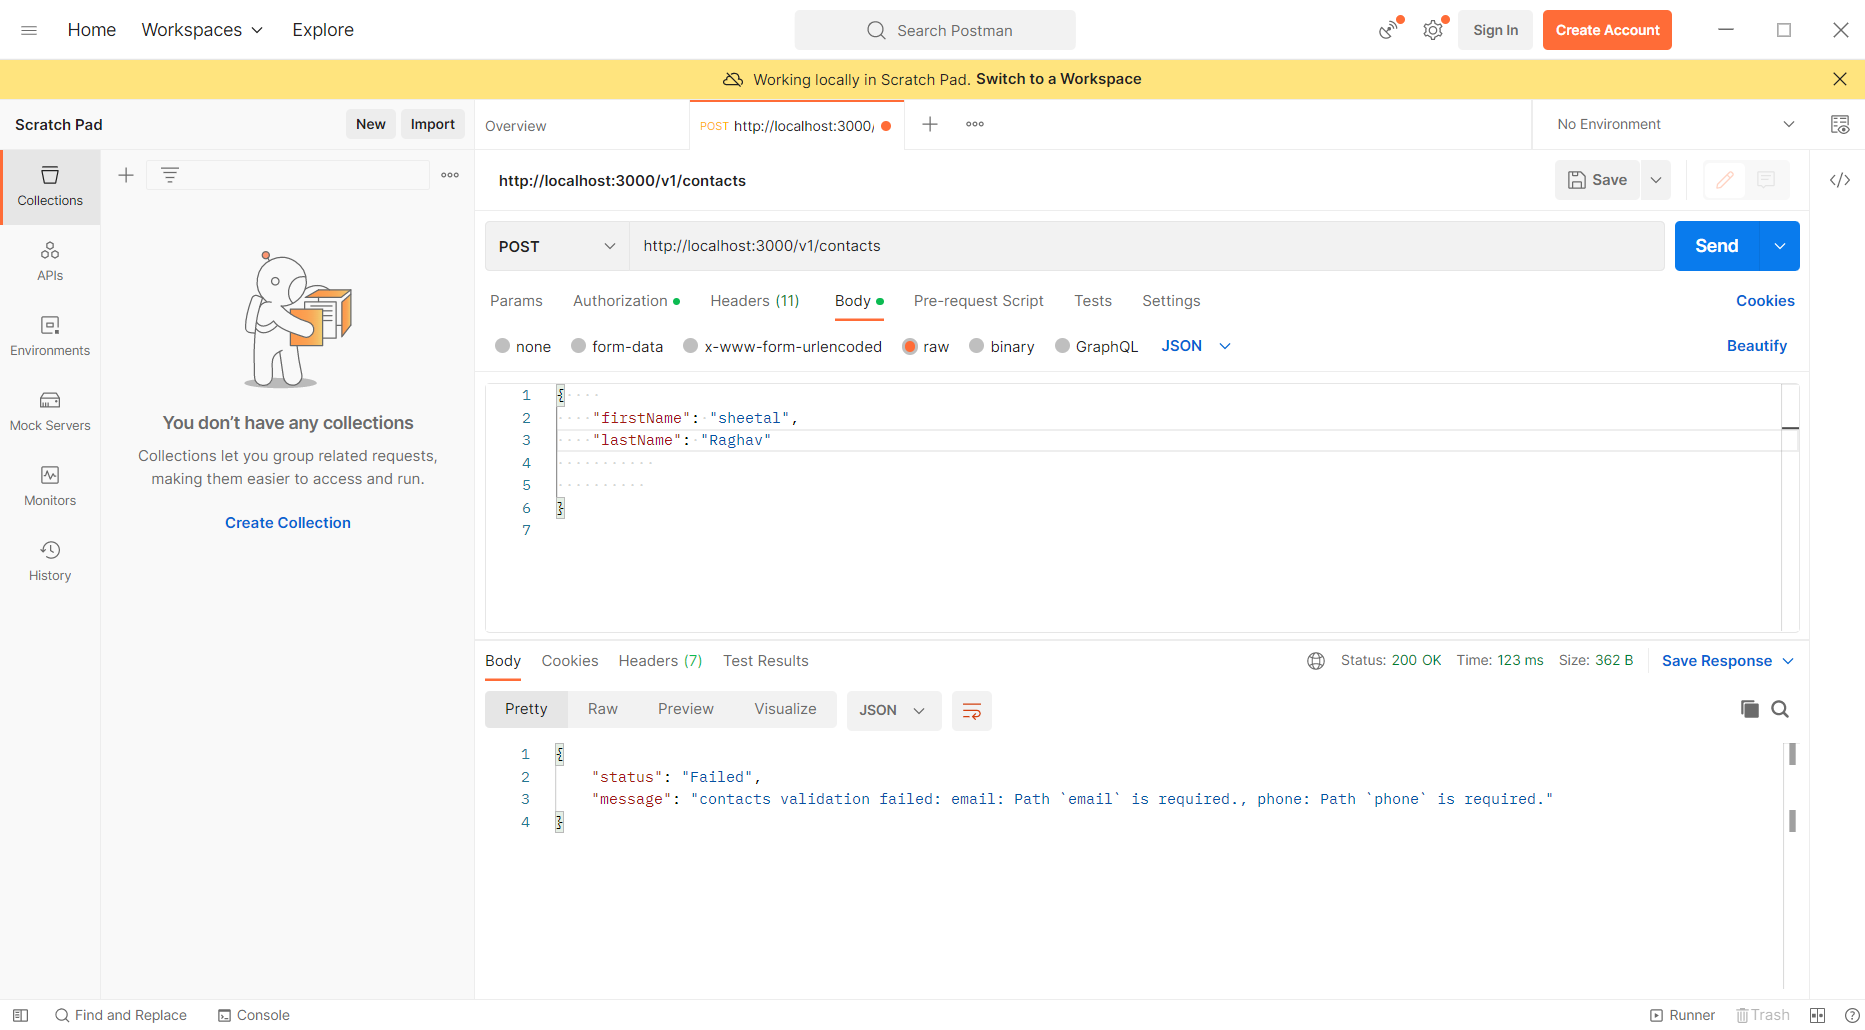 Home Workspaces Explore Search Postman Sign In Create Account
Working locally in Scratch Pad. Switch to a Workspace
Scratch Pad New Import Overview POST http://localhost:3000/ No Environment
Collections
APIs
Environments
Mock Servers
Monitors
History
You don’t have any collections
Collections let you group related requests,
making them easier to access and run.
Create Collection
http://localhost:3000/v1/contacts Save
POST http://localhost:3000/v1/contacts Send
Params Authorization Headers (11) Body Pre-request Script Tests Settings Cookies
none form-data x-www-form-urlencoded raw binary GraphQL JSON Beautify
1 {
2 "firstName": "sheetal",
3 "lastName": "Raghav"
4
5
6 }
7
Body Cookies Headers (7) Test Results Status: 200 OK Time: 123 ms Size: 362 B Save Response
Pretty Raw Preview Visualize JSON
1 {
2 "status": "Failed",
3 "message": "contacts validation failed: email: Path `email` is required., phone: Path `phone` is required."
4 }
Find and Replace Console Runner Trash